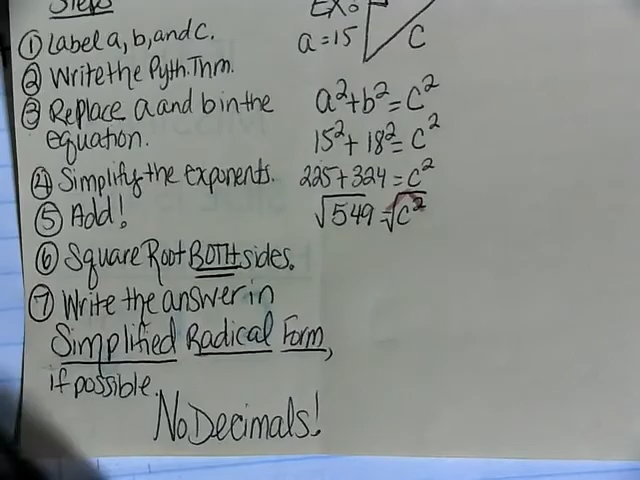 Steps
Ex:
① Label a, b, and c.
a = 15
C
② Write the Pyth. Thm.
③ Replace a and b in the
equation.
a² + b² = c²
15² + 18² = c²
④ Simplify the exponents.
225 + 324 = c²
⑤ Add!
√549 = √c²
⑥ Square Root BOTH sides.
⑦ Write the answer in
Simplified Radical Form,
if possible.
No Decimals!